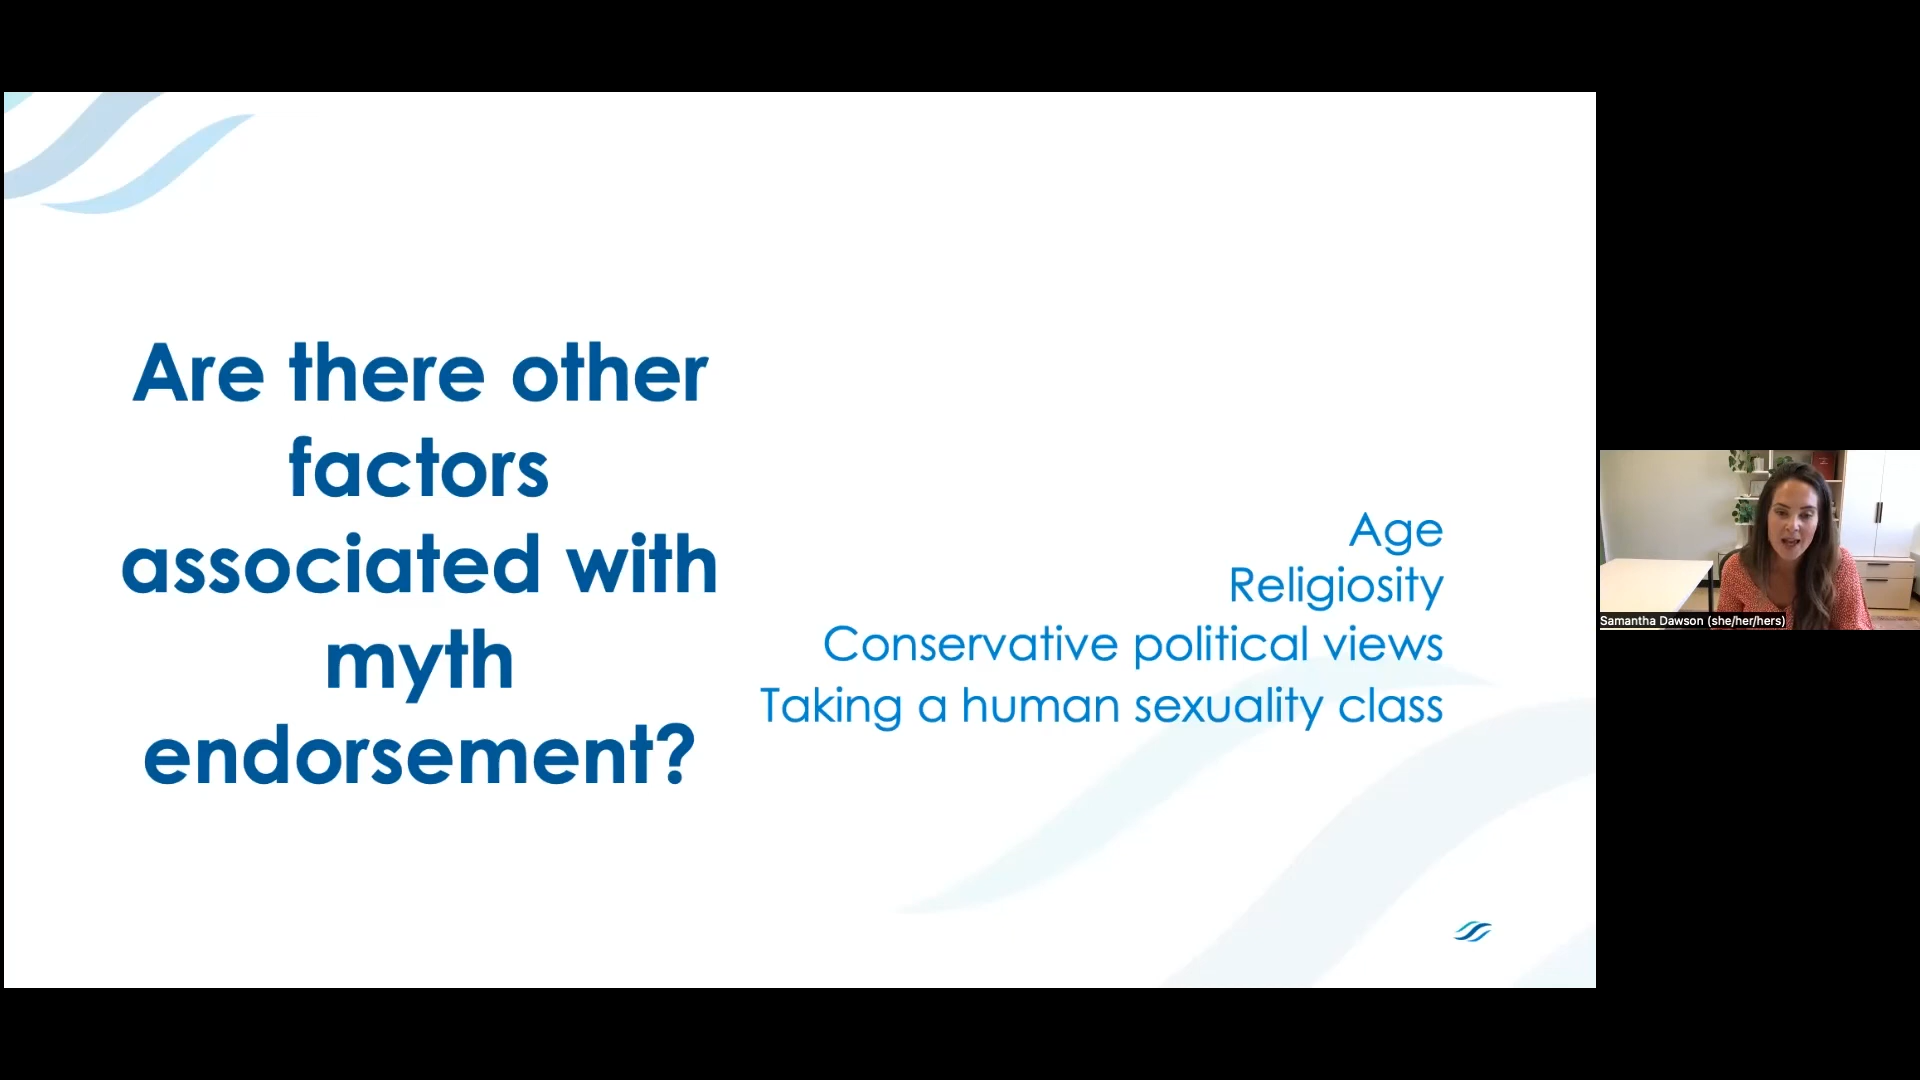 Are there other
factors
associated with
myth
endorsement?
Age
Religiosity
Conservative political views
Taking a human sexuality class
Samantha Dawson (she/her/hers)